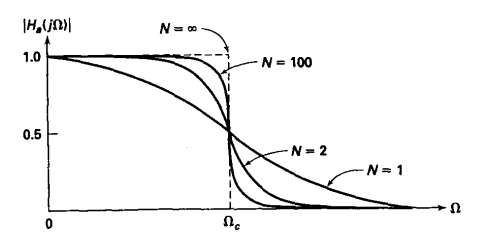 |Hₐ(jΩ)|
N = ∞
1.0
N = 100
0.5
N = 2
N = 1
Ω
0
Ω꜀